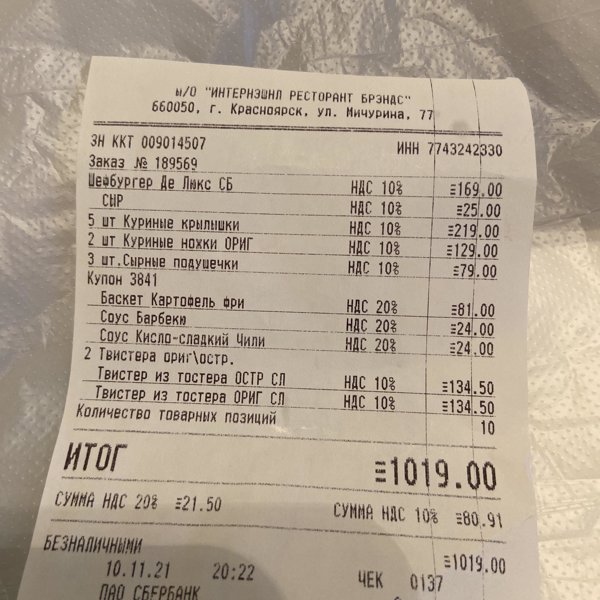 н/О "ИНТЕРНЭШНЛ РЕСТОРАНТ БРЭНДС"
660050, г. Красноярск, ул. Мичурина, 77
ЗН ККТ 009014507 ИНН 7743242330
Заказ № 189569
Шефбургер Де Люкс СБ НДС 10% ≡169.00
СЫР НДС 10% ≡25.00
5 шт Куриные крылышки НДС 10% ≡219.00
2 шт Куриные ножки ОРИГ НДС 10% ≡129.00
3 шт.Сырные подушечки НДС 10% ≡79.00
Купон 3841
Баскет Картофель фри НДС 20% ≡81.00
Соус Барбекю НДС 20% ≡24.00
Соус Кисло-сладкий Чили НДС 20% ≡24.00
2 Твистера ориг\остр.
Твистер из тостера ОСТР СЛ НДС 10% ≡134.50
Твистер из тостера ОРИГ СЛ НДС 10% ≡134.50
Количество товарных позиций 10
ИТОГ ≡1019.00
СУММА НДС 20% ≡21.50 СУММА НДС 10% ≡80.91
БЕЗНАЛИЧНЫМИ ≡1019.00
10.11.21 20:22 ЧЕК 0137
ПАО СБЕРБАНК